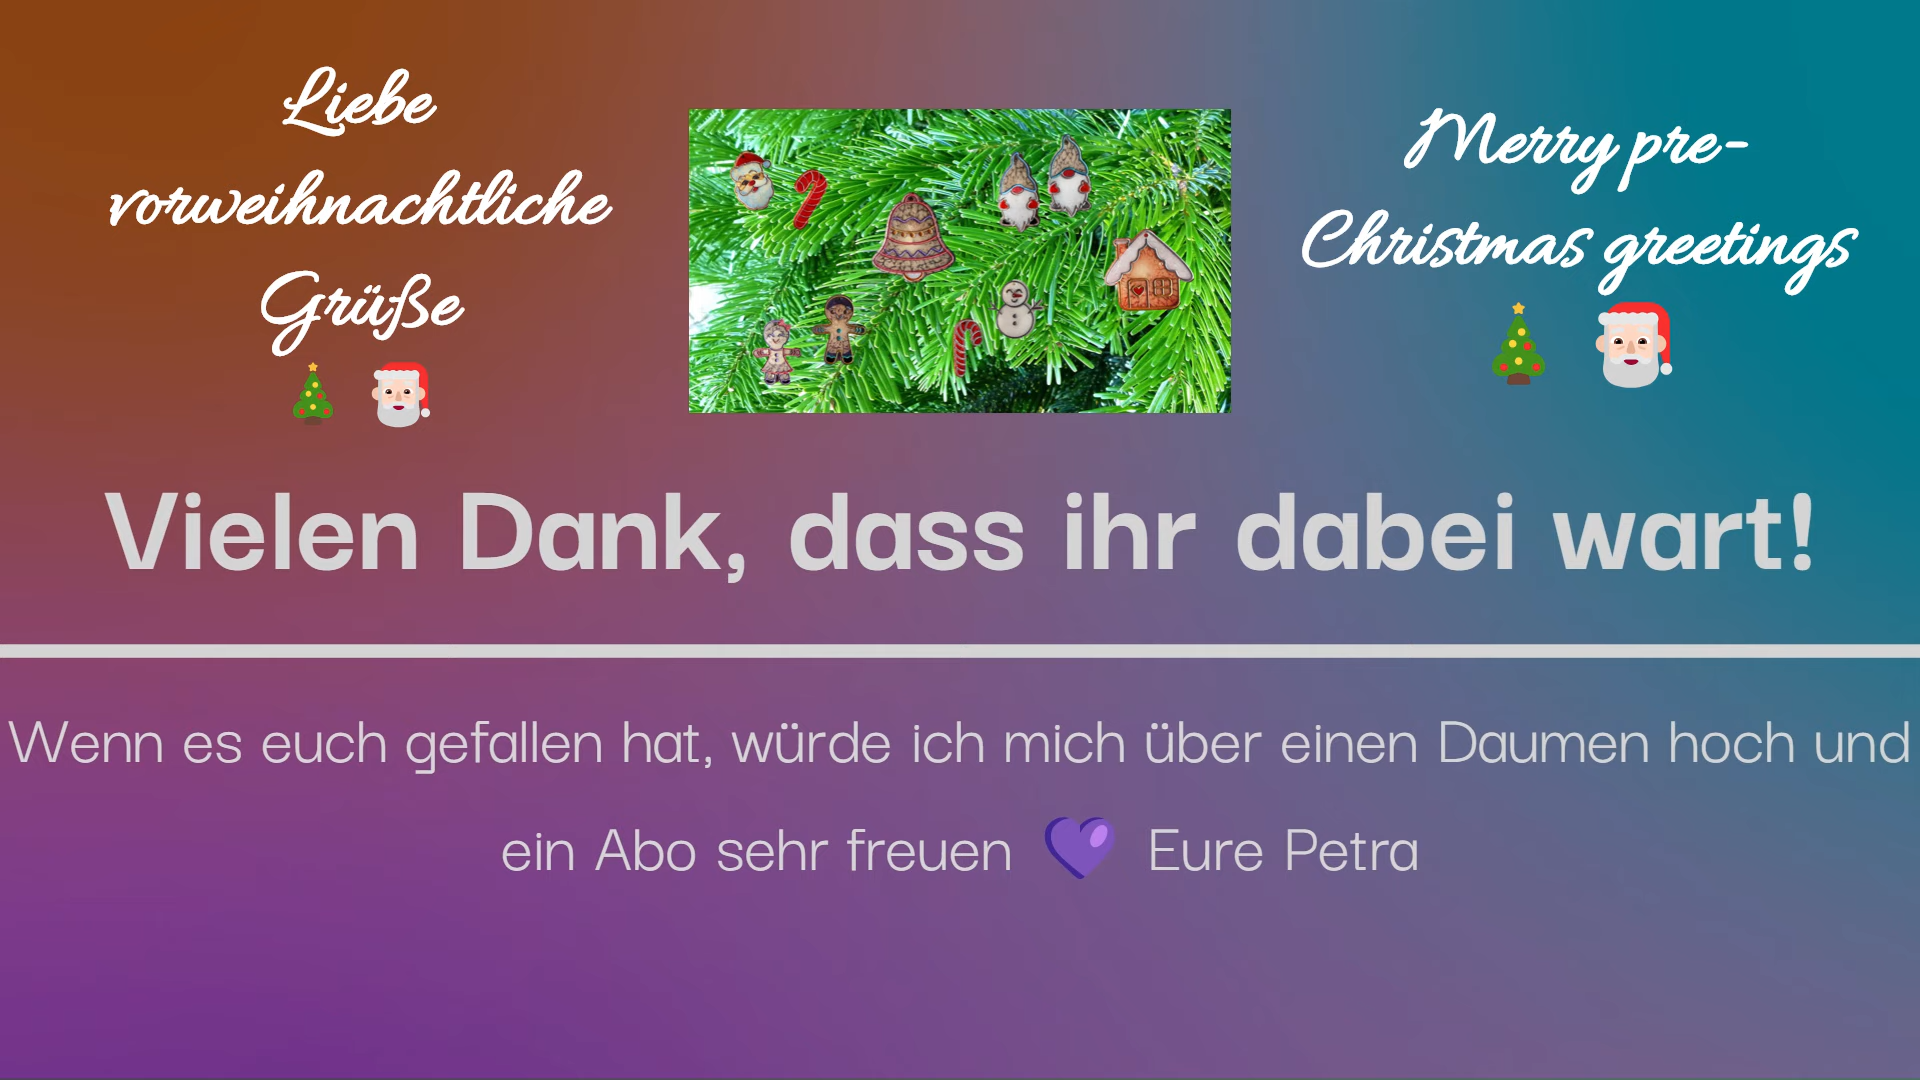 Liebe
vorweihnachtliche
Grüße
🎄 🎅🏻
Merry pre-
Christmas greetings
🎄 🎅🏻
Vielen Dank, dass ihr dabei wart!
Wenn es euch gefallen hat, würde ich mich über einen Daumen hoch und
ein Abo sehr freuen 💜 Eure Petra